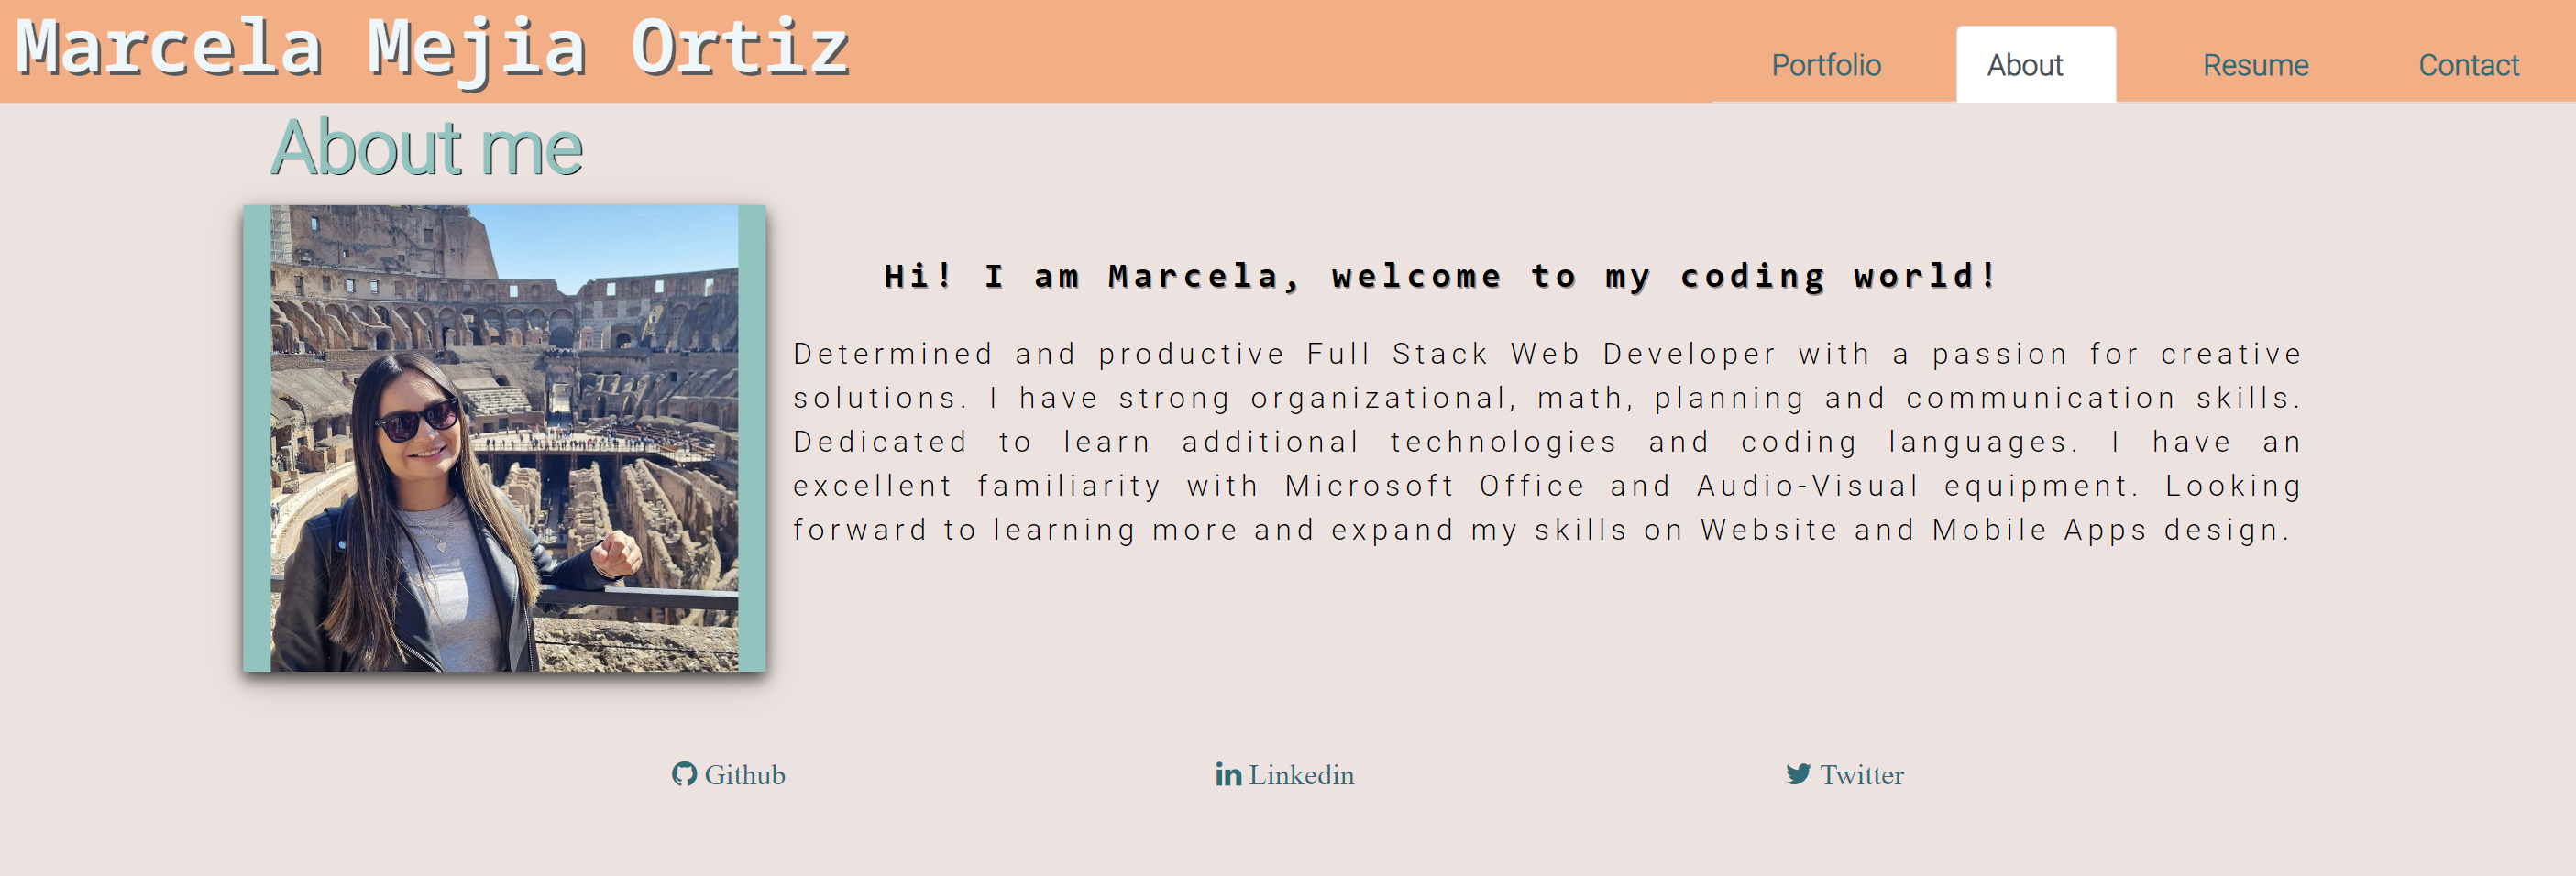 Marcela Mejia Ortiz
Portfolio
About
Resume
Contact
About me
Hi! I am Marcela, welcome to my coding world!
Determined and productive Full Stack Web Developer with a passion for creative
solutions. I have strong organizational, math, planning and communication skills.
Dedicated to learn additional technologies and coding languages. I have an
excellent familiarity with Microsoft Office and Audio-Visual equipment. Looking
forward to learning more and expand my skills on Website and Mobile Apps design.
Github
Linkedin
Twitter